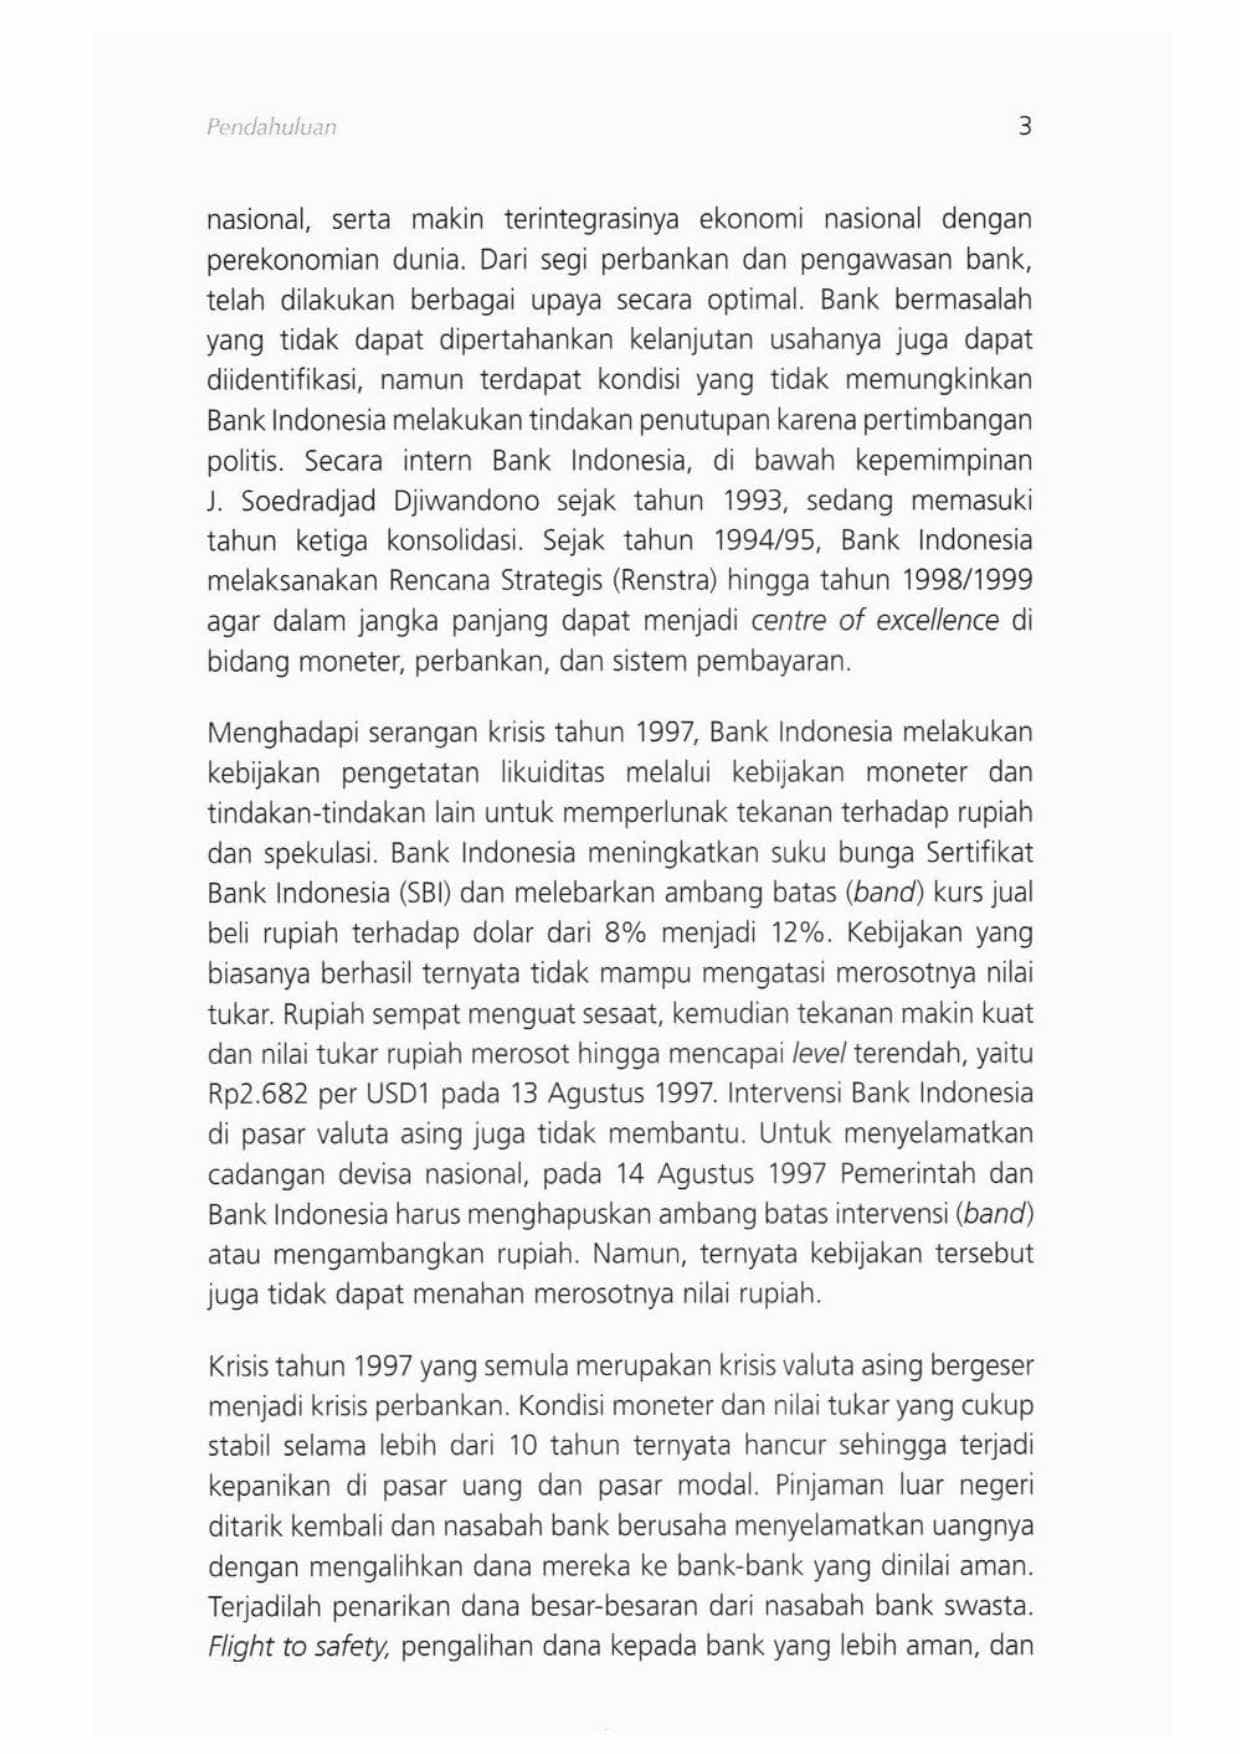 Pendahuluan 3
nasional, serta makin terintegrasinya ekonomi nasional dengan
perekonomian dunia. Dari segi perbankan dan pengawasan bank,
telah dilakukan berbagai upaya secara optimal. Bank bermasalah
yang tidak dapat dipertahankan kelanjutan usahanya juga dapat
diidentifikasi, namun terdapat kondisi yang tidak memungkinkan
Bank Indonesia melakukan tindakan penutupan karena pertimbangan
politis. Secara intern Bank Indonesia, di bawah kepemimpinan
J. Soedradjad Djiwandono sejak tahun 1993, sedang memasuki
tahun ketiga konsolidasi. Sejak tahun 1994/95, Bank Indonesia
melaksanakan Rencana Strategis (Renstra) hingga tahun 1998/1999
agar dalam jangka panjang dapat menjadi centre of excellence di
bidang moneter, perbankan, dan sistem pembayaran.
Menghadapi serangan krisis tahun 1997, Bank Indonesia melakukan
kebijakan pengetatan likuiditas melalui kebijakan moneter dan
tindakan-tindakan lain untuk memperlunak tekanan terhadap rupiah
dan spekulasi. Bank Indonesia meningkatkan suku bunga Sertifikat
Bank Indonesia (SBI) dan melebarkan ambang batas (band) kurs jual
beli rupiah terhadap dolar dari 8% menjadi 12%. Kebijakan yang
biasanya berhasil ternyata tidak mampu mengatasi merosotnya nilai
tukar. Rupiah sempat menguat sesaat, kemudian tekanan makin kuat
dan nilai tukar rupiah merosot hingga mencapai level terendah, yaitu
Rp2.682 per USD1 pada 13 Agustus 1997. Intervensi Bank Indonesia
di pasar valuta asing juga tidak membantu. Untuk menyelamatkan
cadangan devisa nasional, pada 14 Agustus 1997 Pemerintah dan
Bank Indonesia harus menghapuskan ambang batas intervensi (band)
atau mengambangkan rupiah. Namun, ternyata kebijakan tersebut
juga tidak dapat menahan merosotnya nilai rupiah.
Krisis tahun 1997 yang semula merupakan krisis valuta asing bergeser
menjadi krisis perbankan. Kondisi moneter dan nilai tukar yang cukup
stabil selama lebih dari 10 tahun ternyata hancur sehingga terjadi
kepanikan di pasar uang dan pasar modal. Pinjaman luar negeri
ditarik kembali dan nasabah bank berusaha menyelamatkan uangnya
dengan mengalihkan dana mereka ke bank-bank yang dinilai aman.
Terjadilah penarikan dana besar-besaran dari nasabah bank swasta.
Flight to safety, pengalihan dana kepada bank yang lebih aman, dan